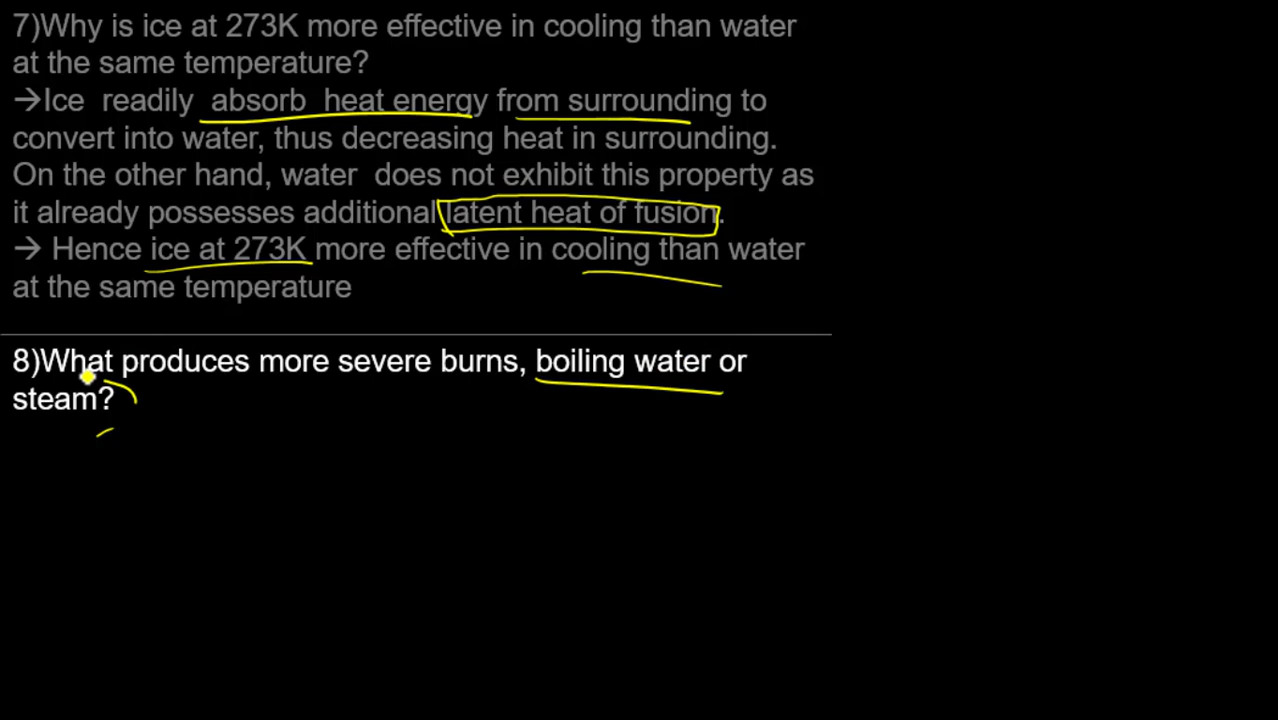 7)Why is ice at 273K more effective in cooling than water
at the same temperature?
→Ice readily absorb heat energy from surrounding to
convert into water, thus decreasing heat in surrounding.
On the other hand, water does not exhibit this property as
it already possesses additional latent heat of fusion.
→ Hence ice at 273K more effective in cooling than water
at the same temperature
8)What produces more severe burns, boiling water or
steam?